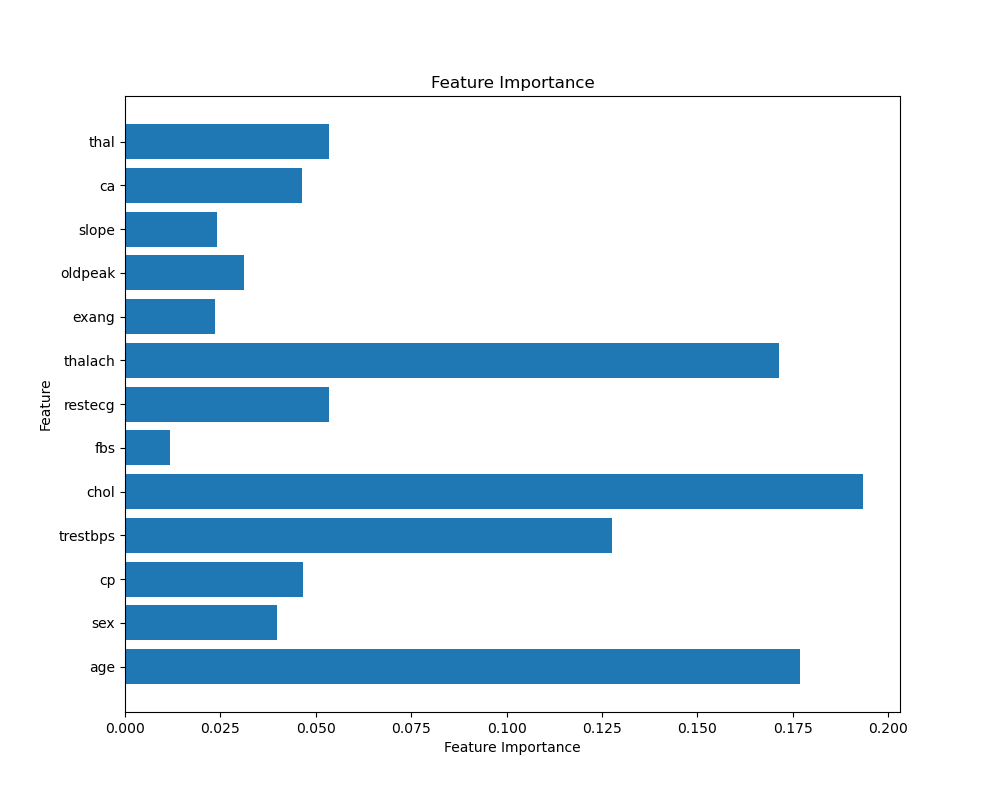 Feature Importance
thal
ca
slope
oldpeak
exang
thalach
restecg
fbs
chol
trestbps
cp
sex
age
Feature
0.000 0.025 0.050 0.075 0.100 0.125 0.150 0.175 0.200
Feature Importance